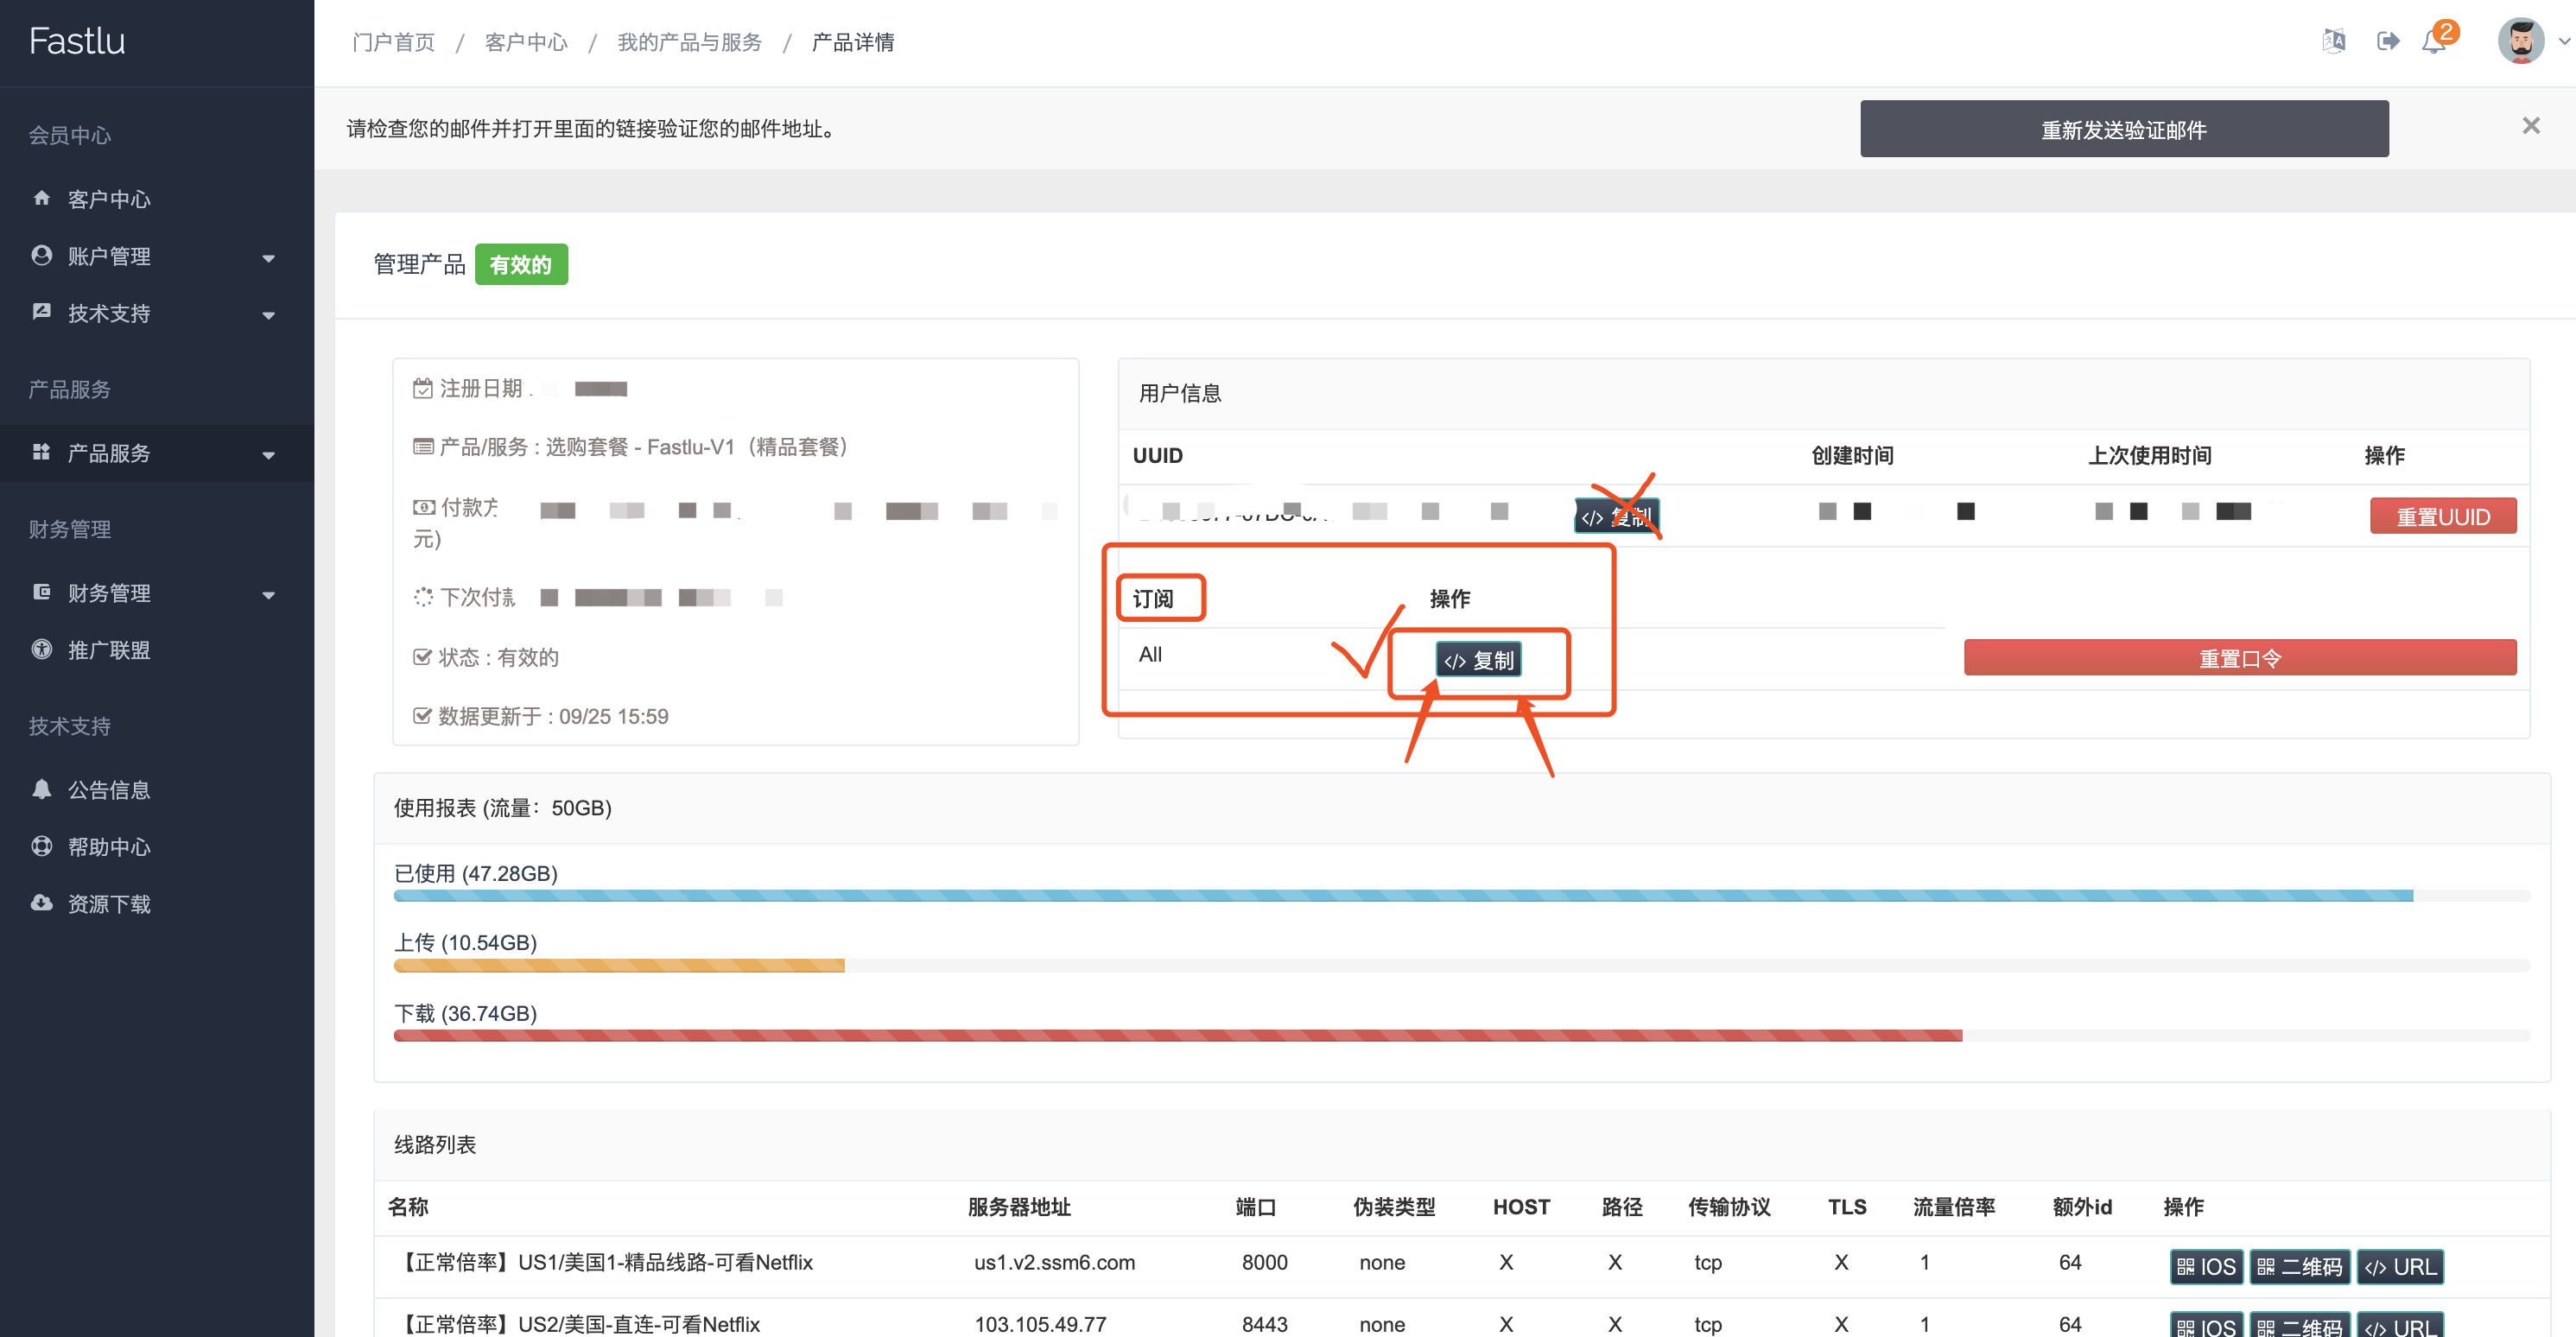 Fastlu
门户首页 / 客户中心 / 我的产品与服务 / 产品详情
2
请检查您的邮件并打开里面的链接验证您的邮件地址。
重新发送验证邮件
会员中心
客户中心
账户管理
技术支持
产品服务
产品服务
财务管理
财务管理
推广联盟
技术支持
公告信息
帮助中心
资源下载
管理产品 有效的
注册日期
产品/服务 : 选购套餐 - Fastlu-V1（精品套餐）
付款方
元)
下次付款
状态 : 有效的
数据更新于 : 09/25 15:59
用户信息
UUID 创建时间 上次使用时间 操作
</> 复制 重置UUID
订阅 操作
All </> 复制 重置口令
使用报表 (流量：50GB)
已使用 (47.28GB)
上传 (10.54GB)
下载 (36.74GB)
线路列表
名称 服务器地址 端口 伪装类型 HOST 路径 传输协议 TLS 流量倍率 额外id 操作
【正常倍率】US1/美国1-精品线路-可看Netflix us1.v2.ssm6.com 8000 none X X tcp X 1 64 IOS 二维码 </> URL
【正常倍率】US2/美国-直连-可看Netflix 103.105.49.77 8443 none X X tcp X 1 64 IOS 二维码 </> URL